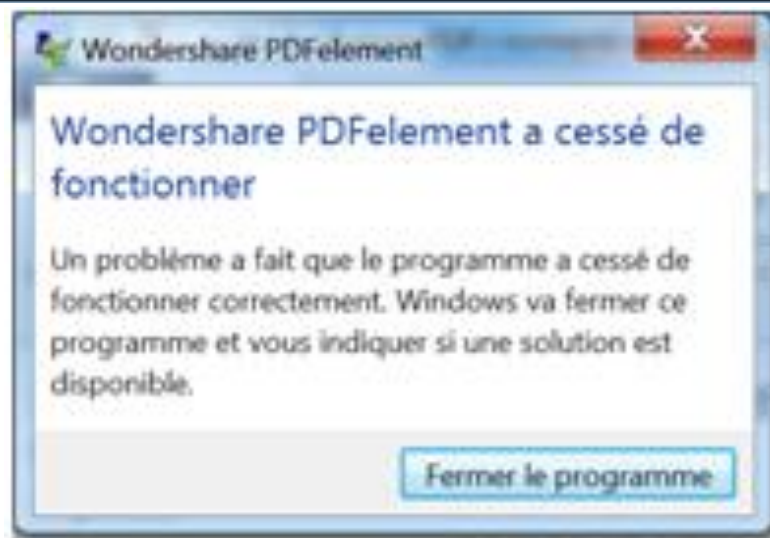 Wondershare PDFelement
Wondershare PDFelement a cessé de
fonctionner
Un problème a fait que le programme a cessé de
fonctionner correctement. Windows va fermer ce
programme et vous indiquer si une solution est
disponible.
Fermer le programme